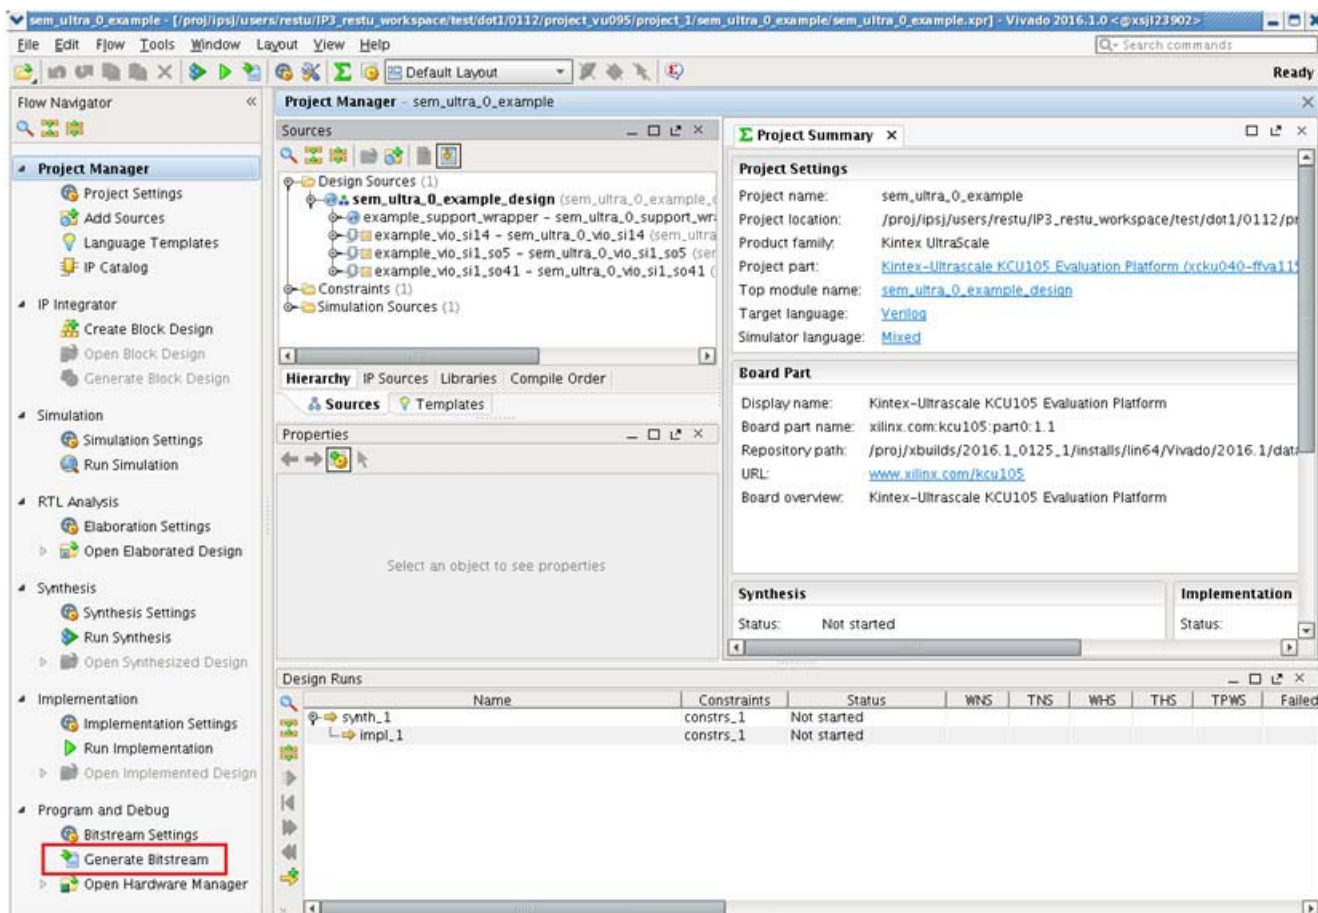 sem_ultra_0_example - [/proj/ipsj/users/restu/IP3_restu_workspace/test/dot1/0112/project_vu095/project_1/sem_ultra_0_example/sem_ultra_0_example.xpr] - Vivado 2016.1.0 <@xsjl23902>
File Edit Flow Tools Window Layout View Help
Search commands
Default Layout
Ready
Flow Navigator
Project Manager
Project Settings
Add Sources
Language Templates
IP Catalog
IP Integrator
Create Block Design
Open Block Design
Generate Block Design
Simulation
Simulation Settings
Run Simulation
RTL Analysis
Elaboration Settings
Open Elaborated Design
Synthesis
Synthesis Settings
Run Synthesis
Open Synthesized Design
Implementation
Implementation Settings
Run Implementation
Open Implemented Design
Program and Debug
Bitstream Settings
Generate Bitstream
Open Hardware Manager
Project Manager - sem_ultra_0_example
Sources
Design Sources (1)
sem_ultra_0_example_design (sem_ultra_0_example_
example_support_wrapper - sem_ultra_0_support_wr
example_vio_si14 - sem_ultra_0_vio_si14 (sem_ultra
example_vio_si1_so5 - sem_ultra_0_vio_si1_so5 (ser
example_vio_si1_so41 - sem_ultra_0_vio_si1_so41 (
Constraints (1)
Simulation Sources (1)
Hierarchy IP Sources Libraries Compile Order
Sources Templates
Properties
Select an object to see properties
Σ Project Summary
Project Settings
Project name: sem_ultra_0_example
Project location: /proj/ipsj/users/restu/IP3_restu_workspace/test/dot1/0112/pr
Product family: Kintex UltraScale
Project part: Kintex-Ultrascale KCU105 Evaluation Platform (xcku040-ffva115
Top module name: sem_ultra_0_example_design
Target language: Verilog
Simulator language: Mixed
Board Part
Display name: Kintex-Ultrascale KCU105 Evaluation Platform
Board part name: xilinx.com:kcu105:part0:1.1
Repository path: /proj/xbuilds/2016.1_0125_1/installs/lin64/Vivado/2016.1/data
URL: www.xilinx.com/kcu105
Board overview: Kintex-Ultrascale KCU105 Evaluation Platform
Synthesis Implementation
Status: Not started Status:
Design Runs
Name Constraints Status WNS TNS WHS THS TPWS Failed
synth_1 constrs_1 Not started
impl_1 constrs_1 Not started